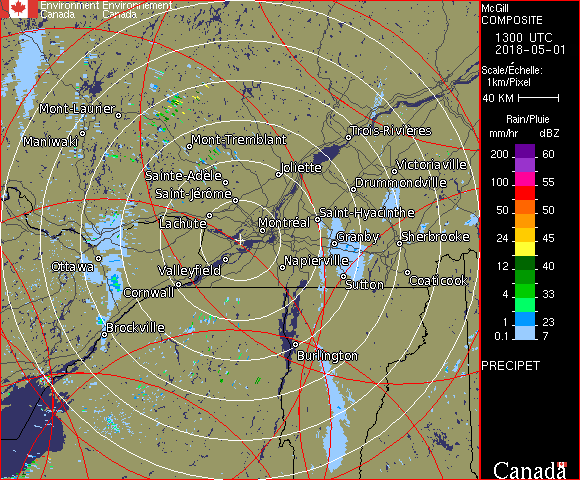 Environment Environnement
Canada Canada
McGill
COMPOSITE
1300 UTC
2018-05-01
Scale/Échelle:
1km/Pixel
40 KM
Rain/Pluie
mm/hr dBZ
200 60
100 55
50 50
24 45
12 40
4 33
1 23
0.1 7
PRECIPET
Canada
Mont-Laurier
Maniwaki
Mont-Tremblant
Trois-Rivières
Joliette
Victoriaville
Sainte-Adèle
Drummondville
Saint-Jérôme
Lachute
Saint-Hyacinthe
Montréal
Granby
Sherbrooke
Ottawa
Valleyfield
Napierville
Coaticook
Cornwall
Sutton
Brockville
Burlington